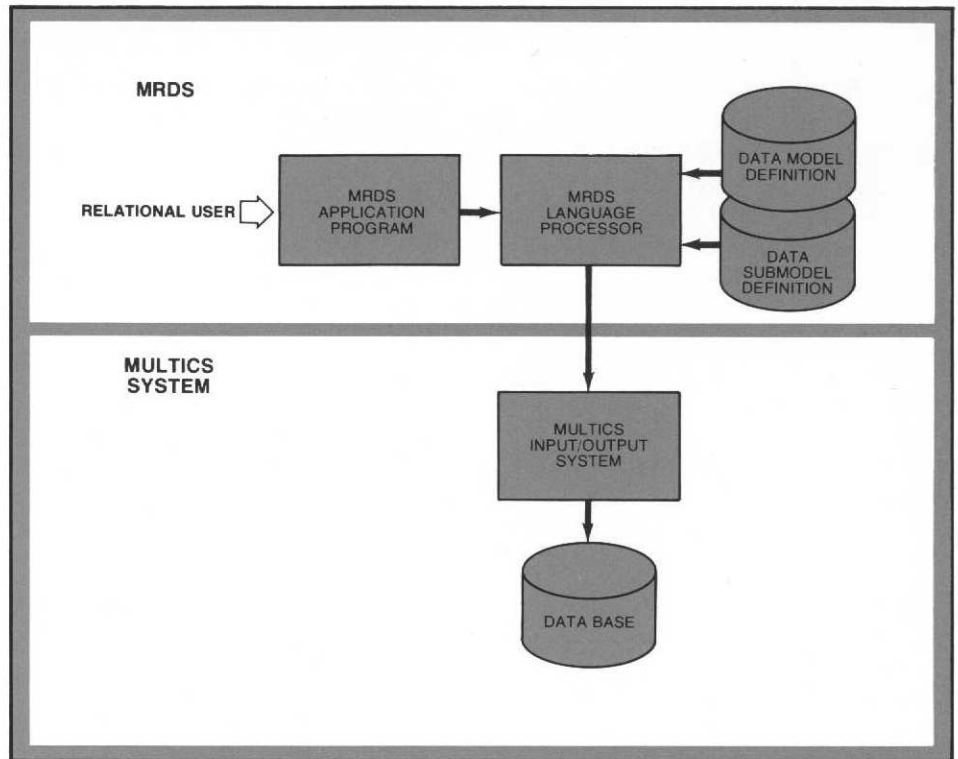 MRDS
RELATIONAL USER
MRDS
APPLICATION
PROGRAM
MRDS
LANGUAGE
PROCESSOR
DATA MODEL
DEFINITION
DATA
SUBMODEL
DEFINITION
MULTICS
SYSTEM
MULTICS
INPUT/OUTPUT
SYSTEM
DATA BASE